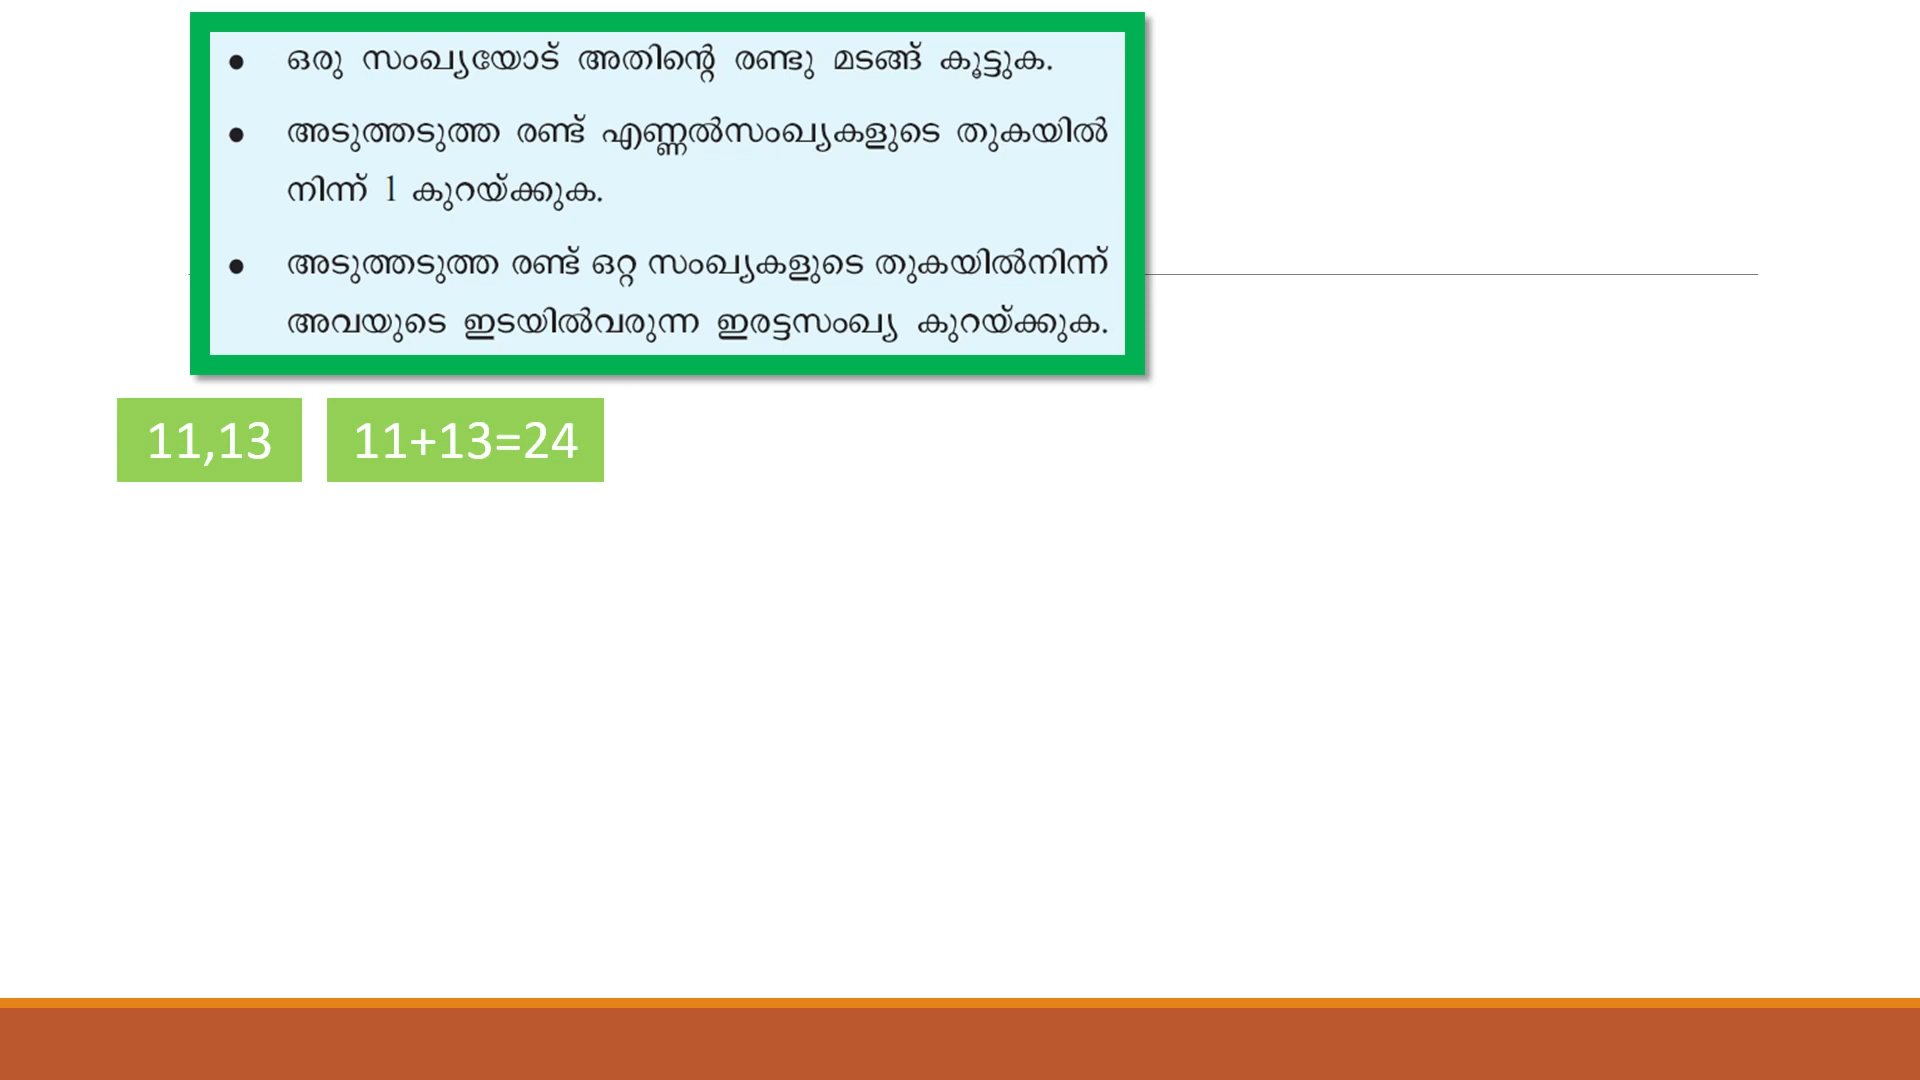 • ഒരു സംഖ്യയോട് അതിന്റെ രണ്ടു മടങ്ങ് കൂട്ടുക.
• അടുത്തടുത്ത രണ്ട് എണ്ണൽസംഖ്യകളുടെ തുകയിൽ
നിന്ന് 1 കുറയ്ക്കുക.
• അടുത്തടുത്ത രണ്ട് ഒറ്റ സംഖ്യകളുടെ തുകയിൽനിന്ന്
അവയുടെ ഇടയിൽവരുന്ന ഇരട്ടസംഖ്യ കുറയ്ക്കുക.
11,13 11+13=24